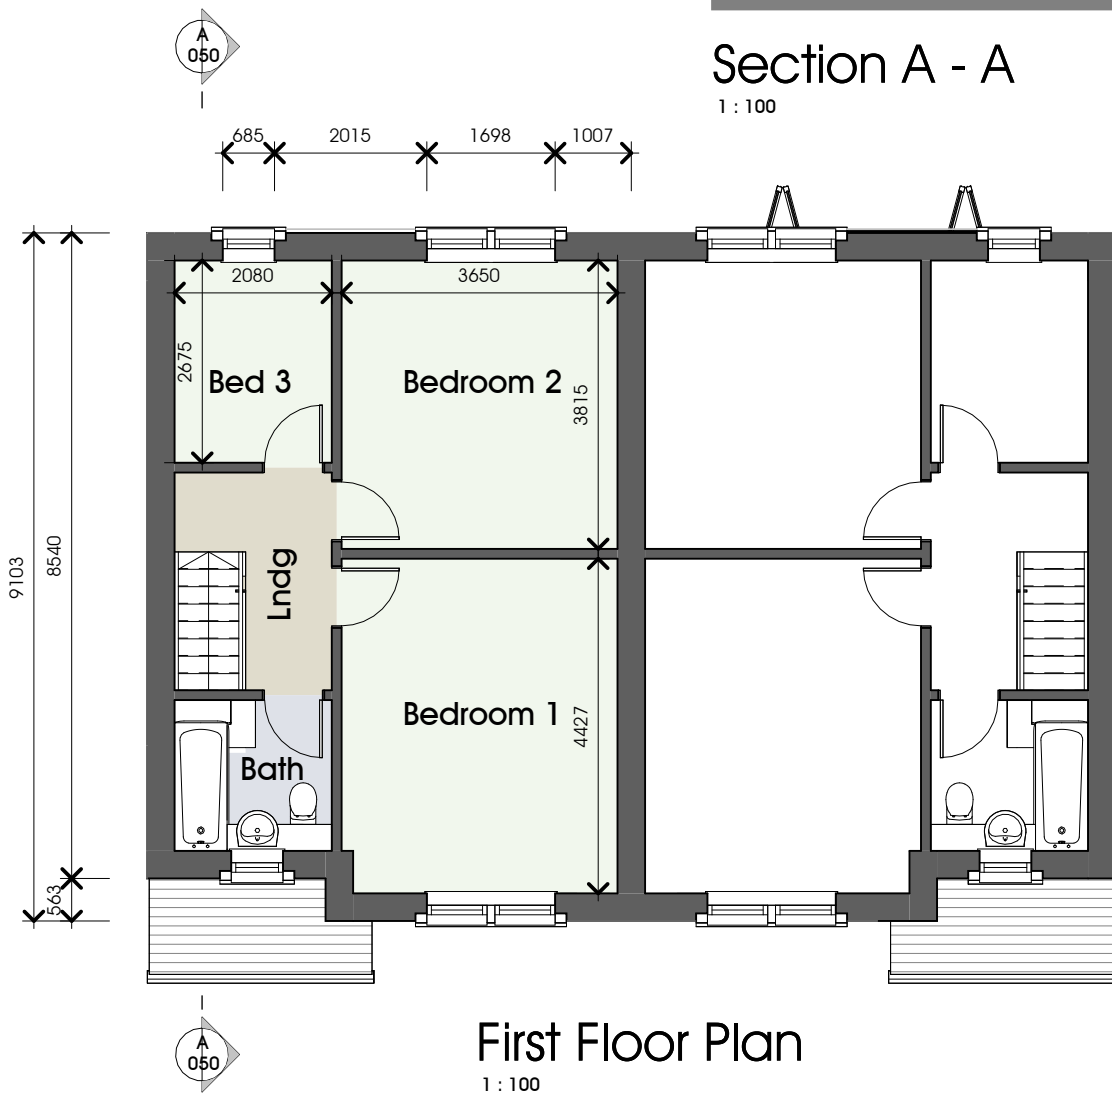 A
050
Section A - A
1 : 100
685 2015 1698 1007
2080 3650
2675
Bed 3
Bedroom 2
3815
9103
8540
Lndg
Bedroom 1
4427
Bath
563
A
050
First Floor Plan
1 : 100